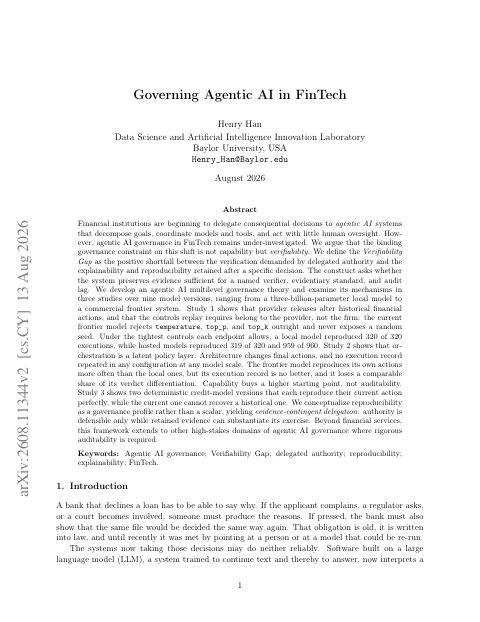 Governing Agentic AI in FinTech
Henry Han
Data Science and Artificial Intelligence Innovation Laboratory
Baylor University, USA
Henry_Han@Baylor.edu
August 2026
Abstract
Financial institutions are beginning to delegate consequential decisions to agentic AI systems
that decompose goals, coordinate models and tools, and act with little human oversight. How-
ever, agentic AI governance in FinTech remains under-investigated. We argue that the binding
governance constraint on this shift is not capability but verifiability. We define the Verifiability
Gap as the positive shortfall between the verification demanded by delegated authority and the
explainability and reproducibility retained after a specific decision. The construct asks whether
the system preserves evidence sufficient for a named verifier, evidentiary standard, and audit
lag. We develop an agentic AI multilevel governance theory and examine its mechanisms in
three studies over nine model versions, ranging from a three-billion-parameter local model to
a commercial frontier system. Study 1 shows that provider releases alter historical financial
actions, and that the controls replay requires belong to the provider, not the firm: the current
frontier model rejects temperature, top_p, and top_k outright and never exposes a random
seed. Under the tightest controls each endpoint allows, a local model reproduced 320 of 320
executions, while hosted models reproduced 319 of 320 and 959 of 960. Study 2 shows that or-
chestration is a latent policy layer. Architecture changes final actions, and no execution record
repeated in any configuration at any model scale. The frontier model reproduces its own actions
more often than the local ones, but its execution record is no better, and it loses a comparable
share of its verdict differentiation. Capability buys a higher starting point, not auditability.
Study 3 shows two deterministic credit-model versions that each reproduce their current action
perfectly, while the current one cannot recover a historical one. We conceptualize reproducibility
as a governance profile rather than a scalar, yielding evidence-contingent delegation: authority is
defensible only while retained evidence can substantiate its exercise. Beyond financial services,
this framework extends to other high-stakes domains of agentic AI governance where rigorous
auditability is required.
Keywords: Agentic AI governance; Verifiability Gap; delegated authority; reproducibility;
explainability; FinTech.
1. Introduction
A bank that declines a loan has to be able to say why. If the applicant complains, a regulator asks,
or a court becomes involved, someone must produce the reasons. If pressed, the bank must also
show that the same file would be decided the same way again. That obligation is old, it is written
into law, and until recently it was met by pointing at a person or at a model that could be re-run.
The systems now taking those decisions may do neither reliably. Software built on a large
language model (LLM), a system trained to continue text and thereby to answer, now interprets a
1
arXiv:2608.11344v2 [cs.CY] 13 Aug 2026